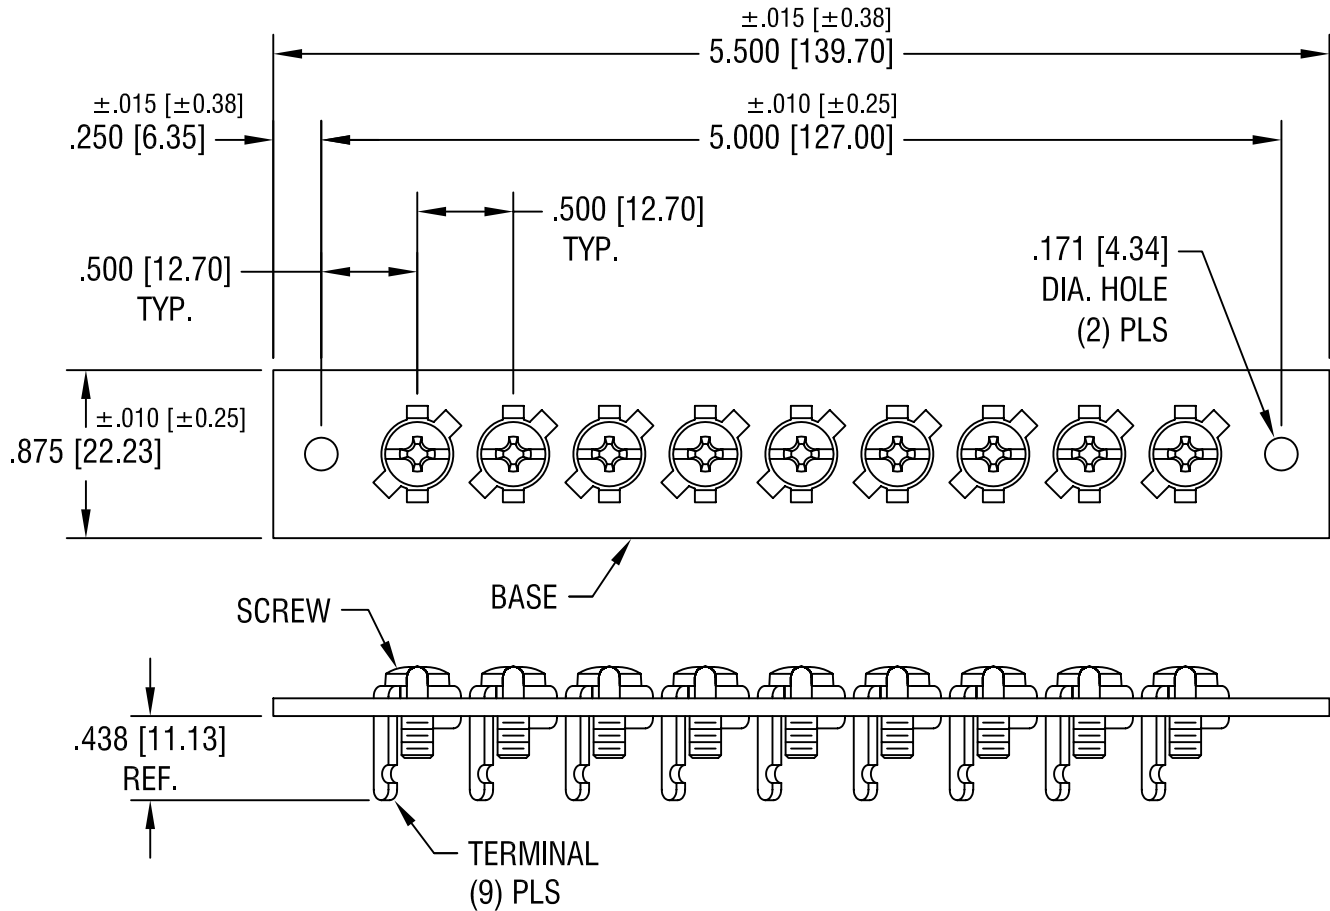 ±.015 [±0.38]
5.500 [139.70]
±.015 [±0.38]
.250 [6.35]
±.010 [±0.25]
5.000 [127.00]
.500 [12.70]
TYP.
.500 [12.70]
TYP.
.171 [4.34]
DIA. HOLE
(2) PLS
±.010 [±0.25]
.875 [22.23]
BASE
SCREW
.438 [11.13]
REF.
TERMINAL
(9) PLS